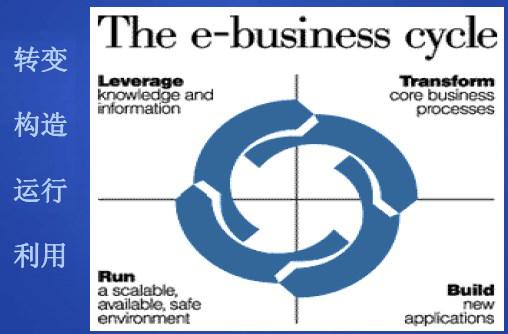 转变
构造
运行
利用
The e-business cycle
Leverage
knowledge and
information
Transform
core business
processes
Run
a scalable,
available, safe
environment
Build
new
applications